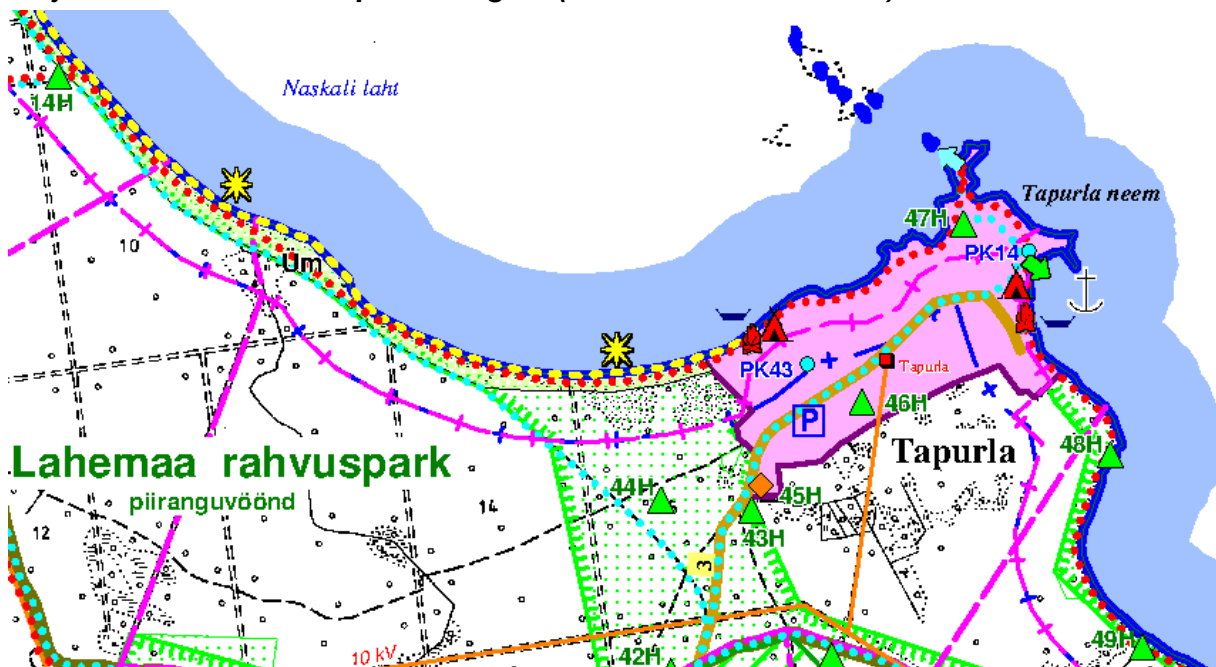 Naskali laht
14H
Tapurla neem
47H
PK14
10
Üm
PK43
Tapurla
46H
P
Tapurla
48H
Lahemaa rahvuspark
piiranguvöönd
44H
45H
14
43H
12
3
49H
10 kV
42H